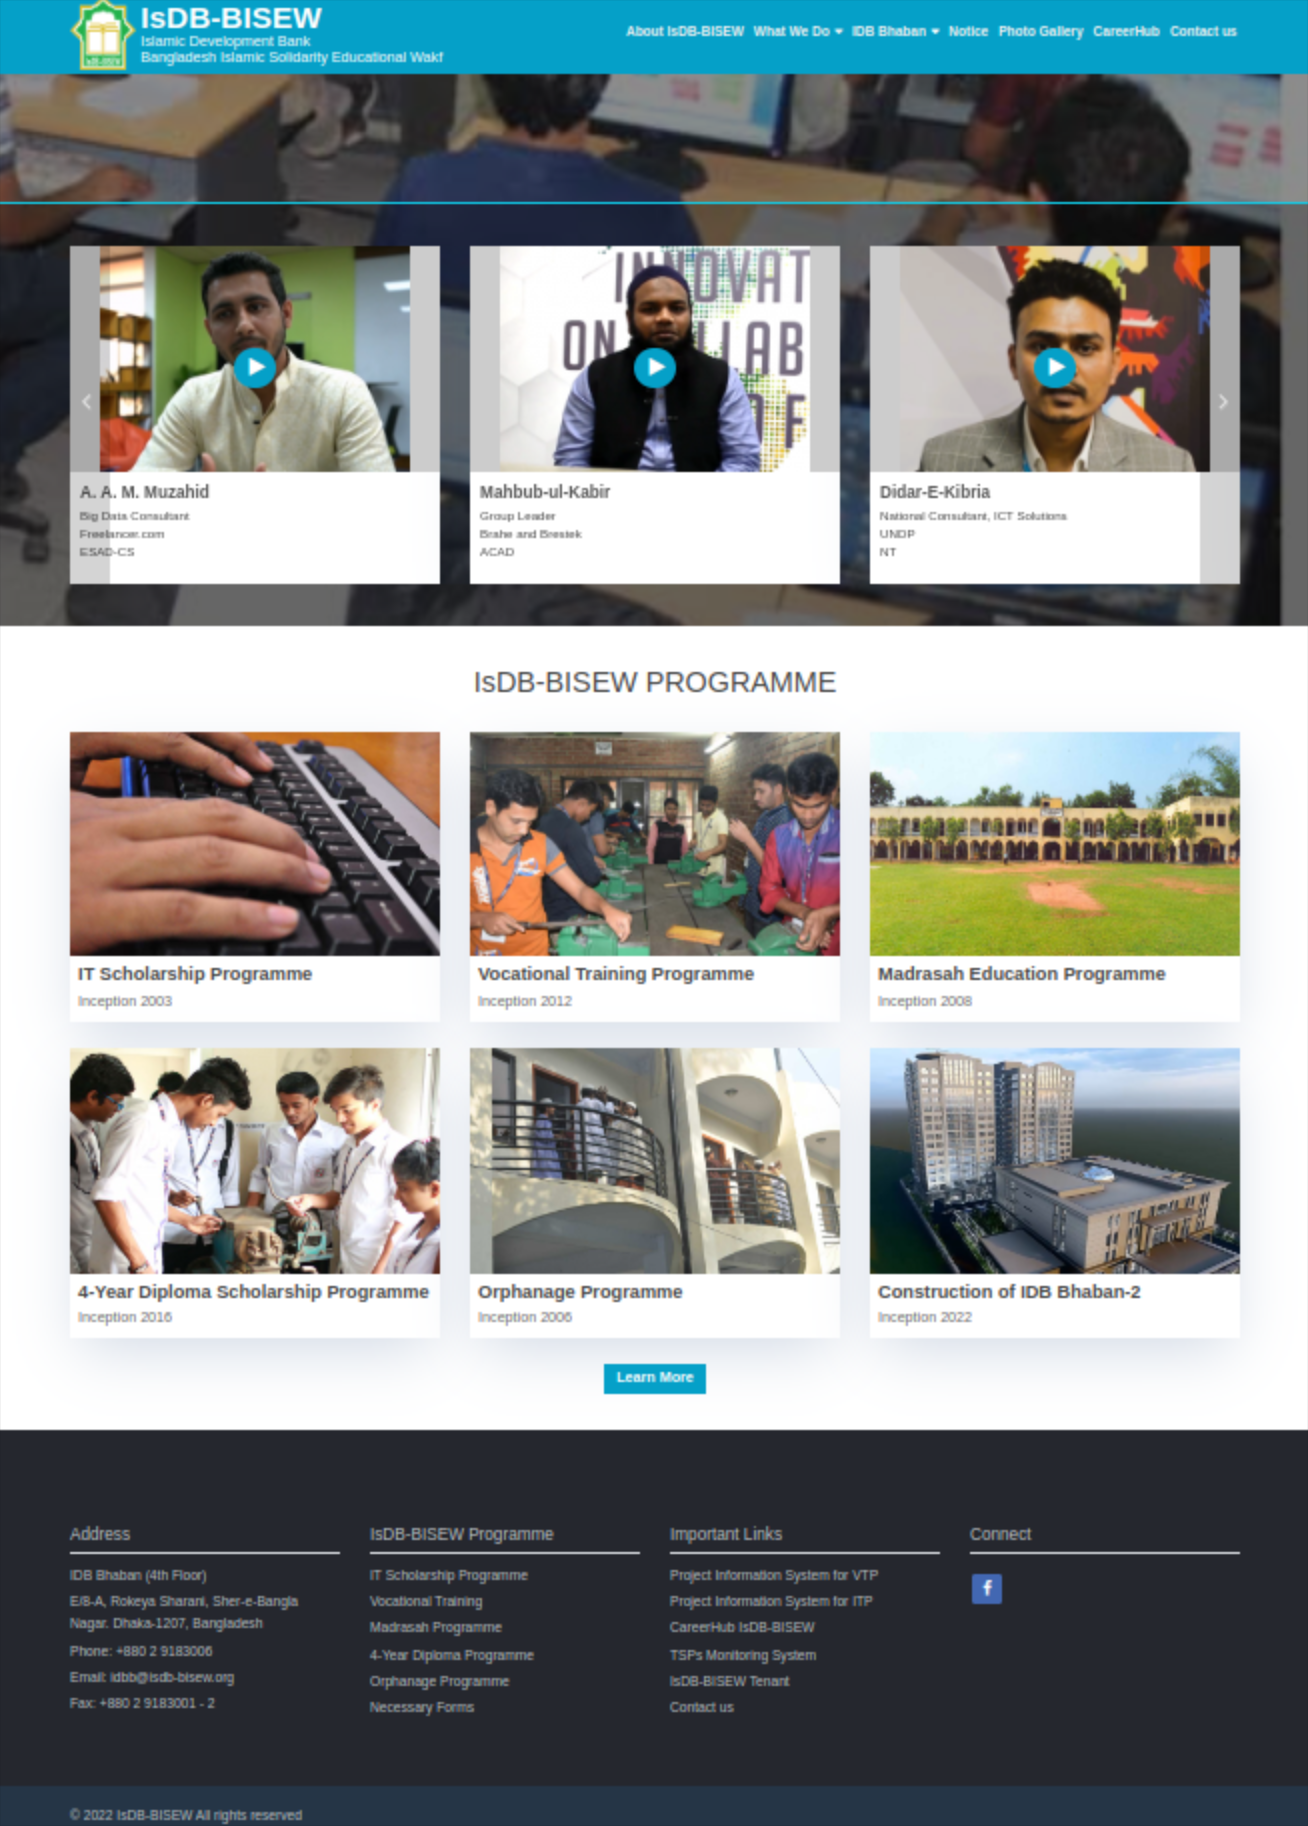 IsDB-BISEW
Islamic Development Bank
Bangladesh Islamic Solidarity Educational Wakf
About IsDB-BISEW What We Do IDB Bhaban Notice Photo Gallery CareerHub Contact us
INNOVAT
ON LAB
OF
A. A. M. Muzahid
Big Data Consultant
Freelancer.com
ESAD-CS
Mahbub-ul-Kabir
Group Leader
Brahe and Brestek
ACAD
Didar-E-Kibria
National Consultant, ICT Solutions
UNDP
NT
IsDB-BISEW PROGRAMME
IT Scholarship Programme
Inception 2003
Vocational Training Programme
Inception 2012
Madrasah Education Programme
Inception 2008
4-Year Diploma Scholarship Programme
Inception 2016
Orphanage Programme
Inception 2006
Construction of IDB Bhaban-2
Inception 2022
Learn More
Address
IDB Bhaban (4th Floor)
E/8-A, Rokeya Sharani, Sher-e-Bangla
Nagar. Dhaka-1207, Bangladesh
Phone: +880 2 9183006
Email: idbb@isdb-bisew.org
Fax: +880 2 9183001 - 2
IsDB-BISEW Programme
IT Scholarship Programme
Vocational Training
Madrasah Programme
4-Year Diploma Programme
Orphanage Programme
Necessary Forms
Important Links
Project Information System for VTP
Project Information System for ITP
CareerHub IsDB-BISEW
TSPs Monitoring System
IsDB-BISEW Tenant
Contact us
Connect
f
© 2022 IsDB-BISEW All rights reserved